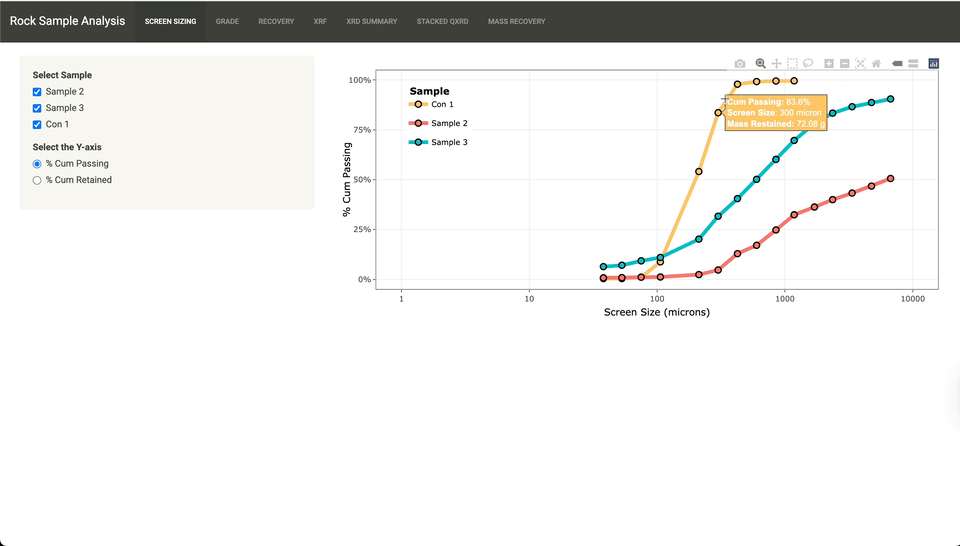 Rock Sample Analysis
SCREEN SIZING
GRADE
RECOVERY
XRF
XRD SUMMARY
STACKED QXRD
MASS RECOVERY
Select Sample
Sample 2
Sample 3
Con 1
Select the Y-axis
% Cum Passing
% Cum Retained
% Cum Passing
100%
75%
50%
25%
0%
Sample
Con 1
Sample 2
Sample 3
Cum Passing: 83.6%
Screen Size: 300 micron
Mass Restained: 72.08 g
1
10
100
1000
10000
Screen Size (microns)